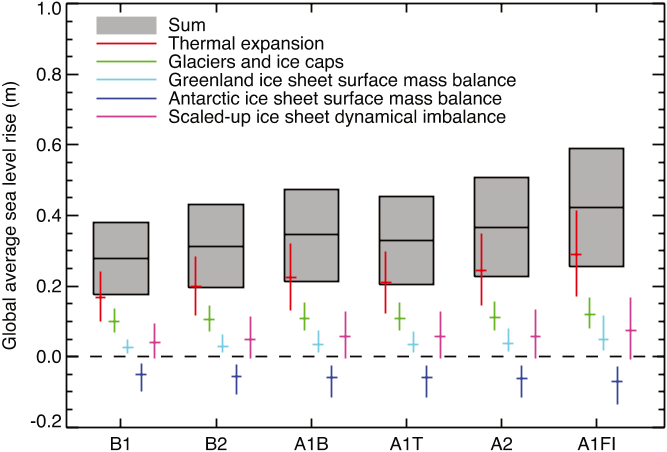 1.0
Sum
Thermal expansion
Glaciers and ice caps
Greenland ice sheet surface mass balance
Antarctic ice sheet surface mass balance
Scaled-up ice sheet dynamical imbalance
Global average sea level rise (m)
0.8
0.6
0.4
0.2
0.0
-0.2
B1 B2 A1B A1T A2 A1FI